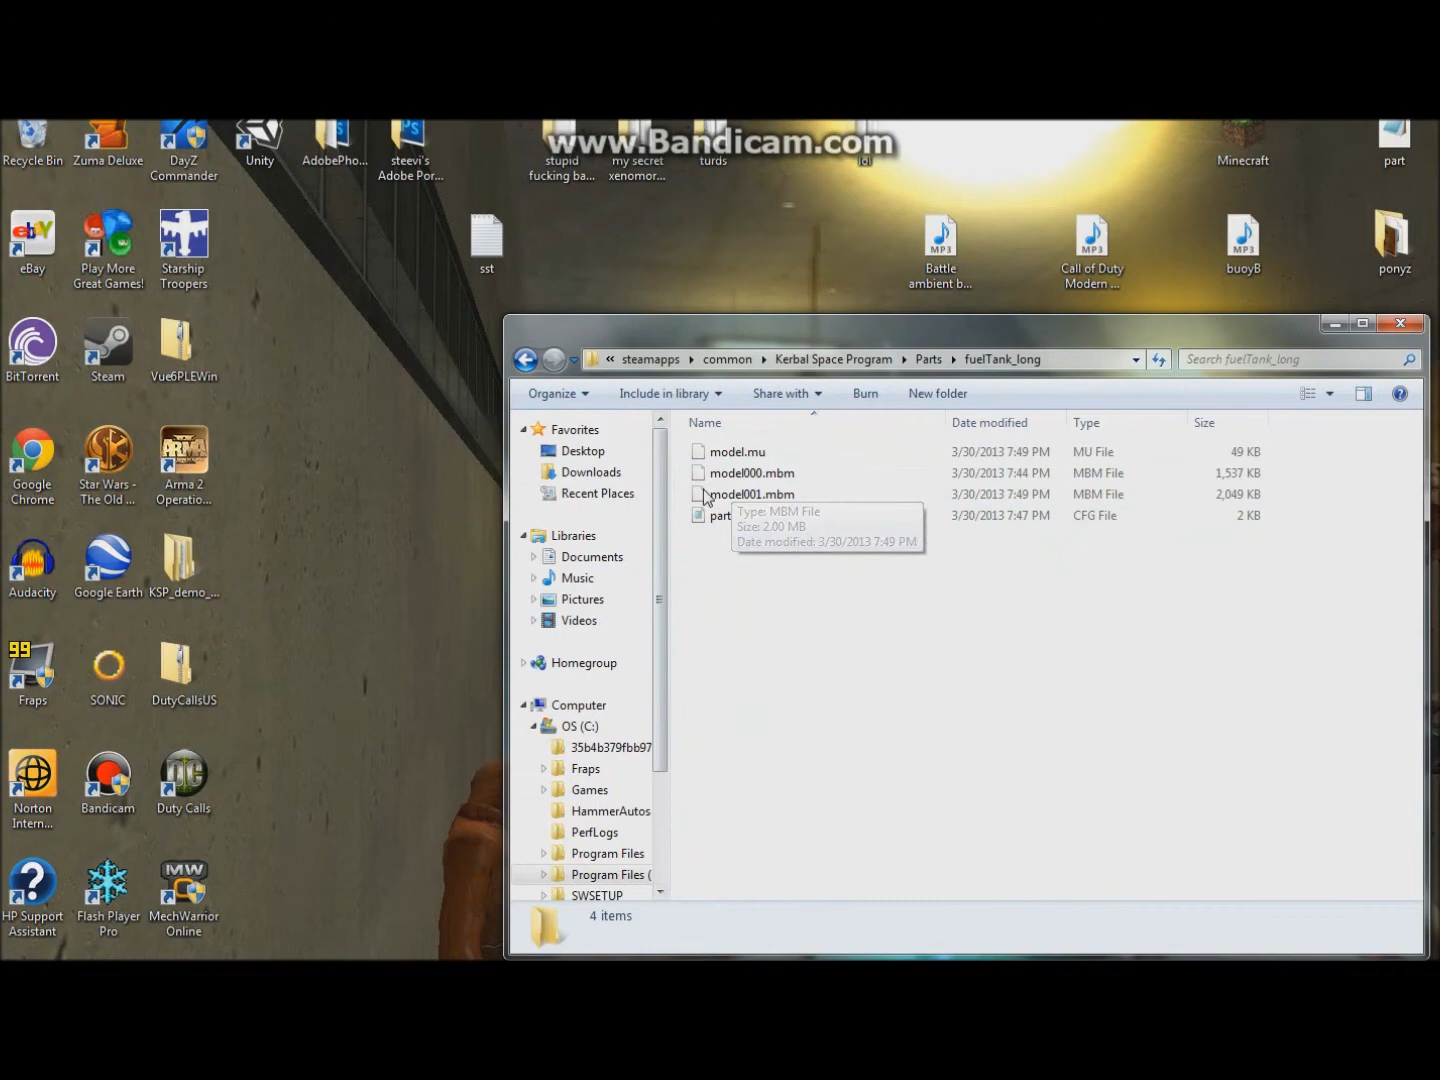 www.Bandicam.com
Recycle Bin
Zuma Deluxe
DayZ
Commander
Unity
AdobePho...
steevi's
Adobe Por...
stupid
fucking ba...
my secret
xenomor...
turds
lol
Minecraft
part
eBay
Play More
Great Games!
Starship
Troopers
sst
MP3
Battle
ambient b...
MP3
Call of Duty
Modern ...
MP3
buoyB
ponyz
BitTorrent
Steam
Vue6PLEWin
Google
Chrome
Star Wars -
The Old ...
Arma 2
Operatio...
Audacity
Google Earth
KSP_demo_...
99
Fraps
SONIC
DutyCallsUS
Norton
Intern...
Bandicam
Duty Calls
HP Support
Assistant
Flash Player
Pro
MW
MechWarrior
Online
« steamapps ▸ common ▸ Kerbal Space Program ▸ Parts ▸ fuelTank_long
Search fuelTank_long
Organize
Include in library
Share with
Burn
New folder
Favorites
Desktop
Downloads
Recent Places
Libraries
Documents
Music
Pictures
Videos
Homegroup
Computer
OS (C:)
35b4b379fbb97
Fraps
Games
HammerAutos
PerfLogs
Program Files
Program Files (
SWSETUP
Name Date modified Type Size
model.mu 3/30/2013 7:49 PM MU File 49 KB
model000.mbm 3/30/2013 7:44 PM MBM File 1,537 KB
model001.mbm 3/30/2013 7:49 PM MBM File 2,049 KB
part 3/30/2013 7:47 PM CFG File 2 KB
Type: MBM File
Size: 2.00 MB
Date modified: 3/30/2013 7:49 PM
4 items